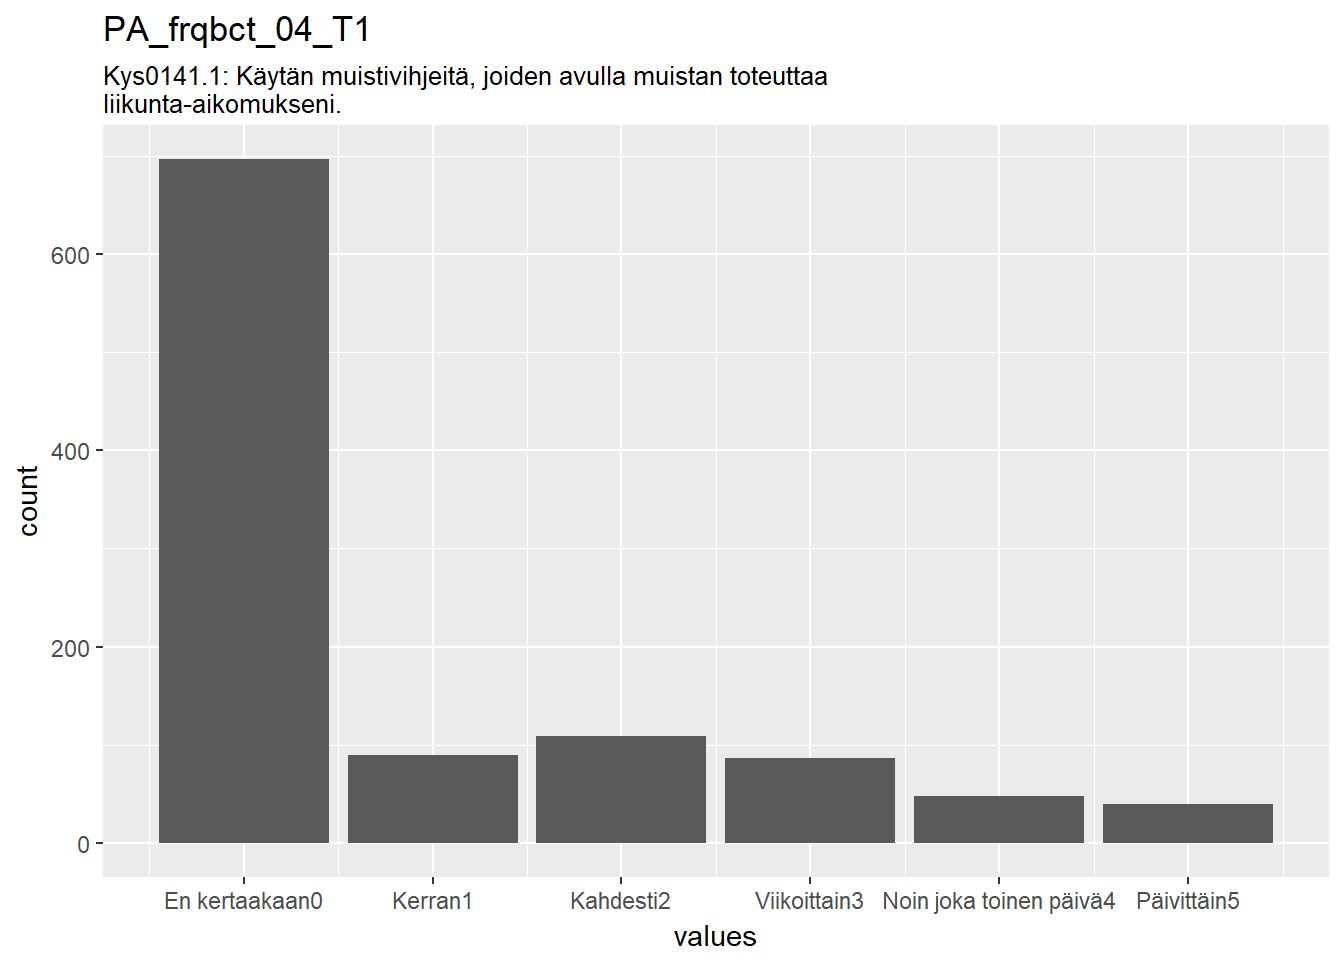 PA_frqbct_04_T1
Kys0141.1: Käytän muistivihjeitä, joiden avulla muistan toteuttaa
liikunta-aikomukseni.
count
600
400
200
0
En kertaakaan0 Kerran1 Kahdesti2 Viikoittain3 Noin joka toinen päivä4 Päivittäin5
values